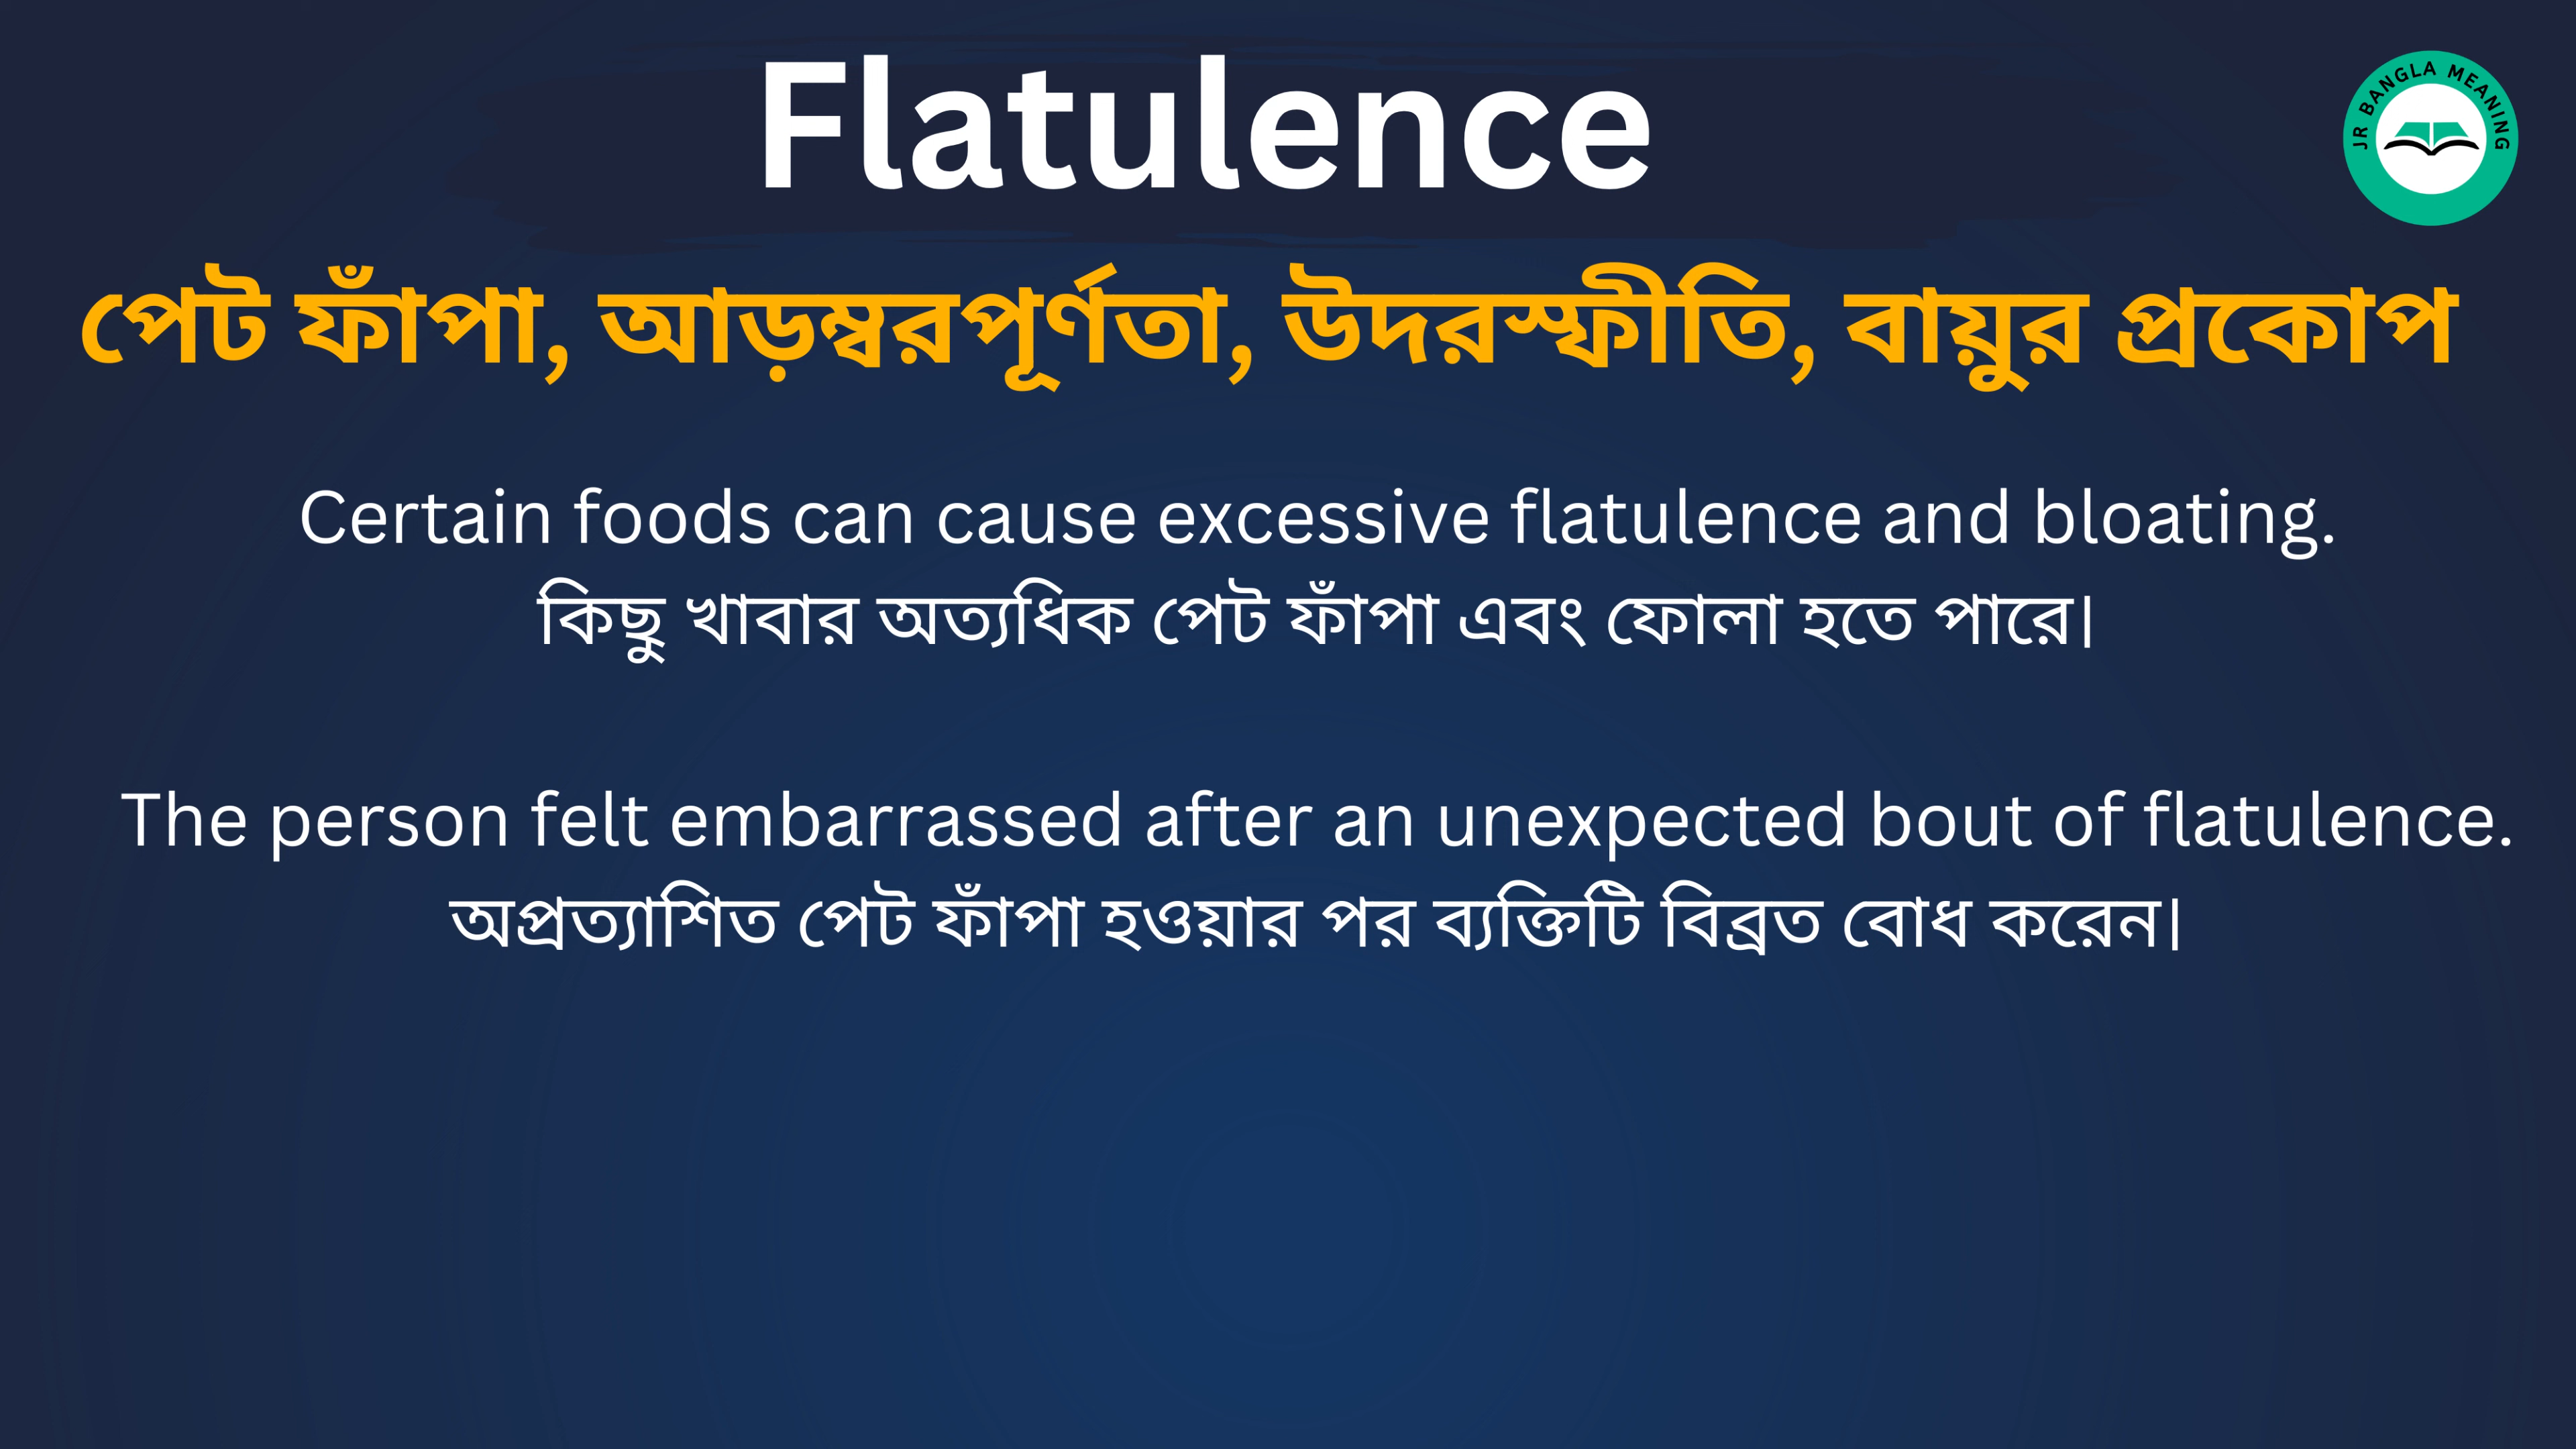 Flatulence
JR BANGLA MEANING
পেট ফাঁপা, আড়ম্বরপূর্ণতা, উদরস্ফীতি, বায়ুর প্রকোপ
Certain foods can cause excessive flatulence and bloating.
কিছু খাবার অত্যধিক পেট ফাঁপা এবং ফোলা হতে পারে।
The person felt embarrassed after an unexpected bout of flatulence.
অপ্রত্যাশিত পেট ফাঁপা হওয়ার পর ব্যক্তিটি বিব্রত বোধ করেন।